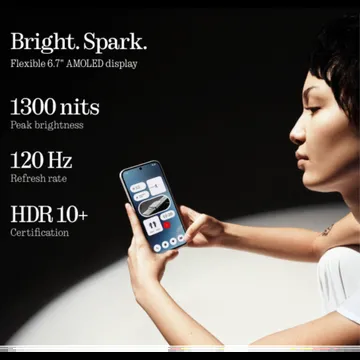 Bright. Spark.
Flexible 6.7" AMOLED display
1300 nits
Peak brightness
120 Hz
Refresh rate
HDR 10+
Certification